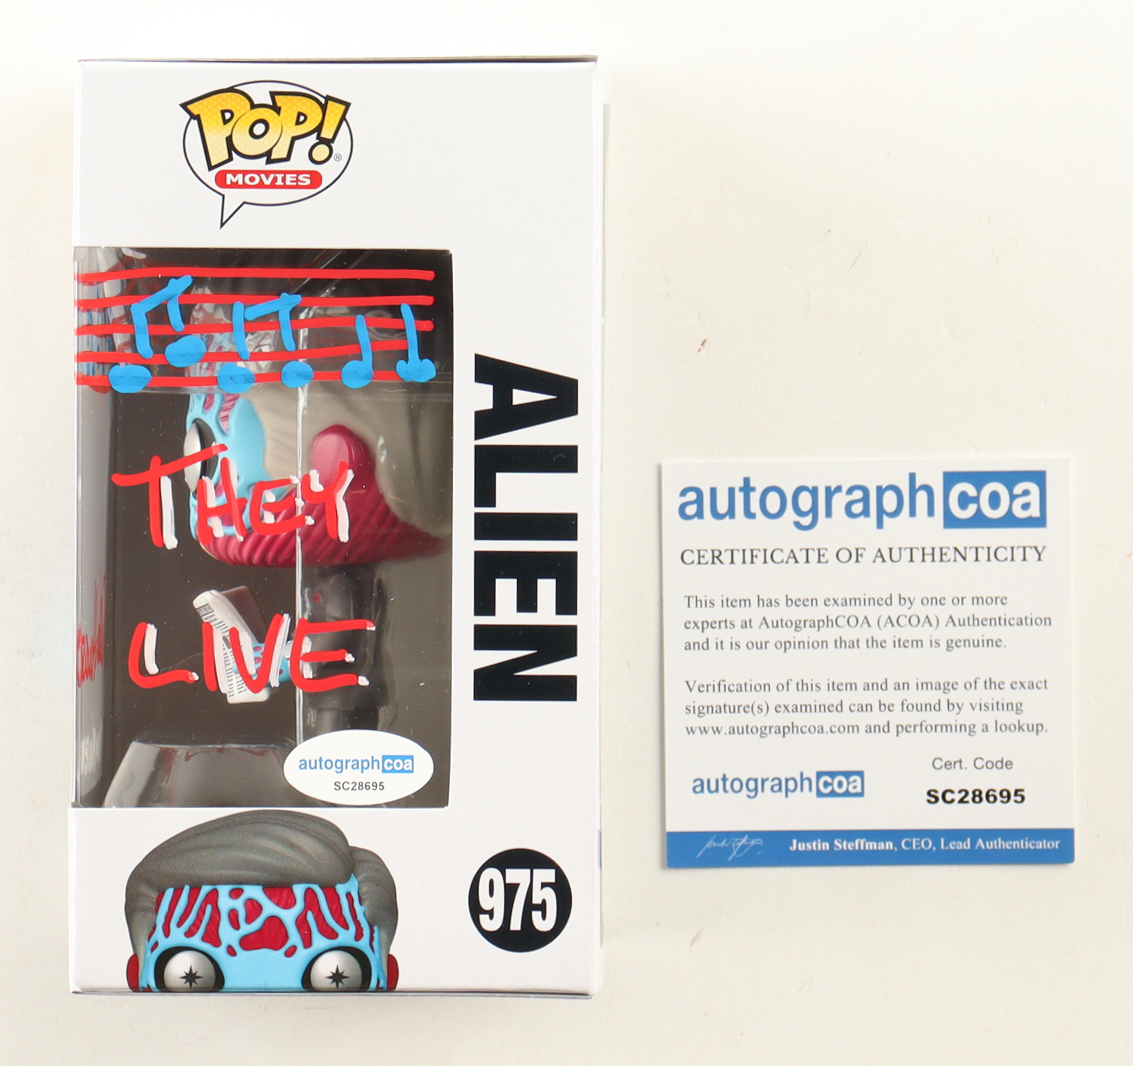 POP!
MOVIES
THEY
LIVE
ALIEN
autographcoa
SC28695
975
autographcoa
CERTIFICATE OF AUTHENTICITY
This item has been examined by one or more
experts at AutographCOA (ACOA) Authentication
and it is our opinion that the item is genuine.
Verification of this item and an image of the exact
signature(s) examined can be found by visiting
www.autographcoa.com and performing a lookup.
autographcoa
Cert. Code
SC28695
Justin Steffman, CEO, Lead Authenticator